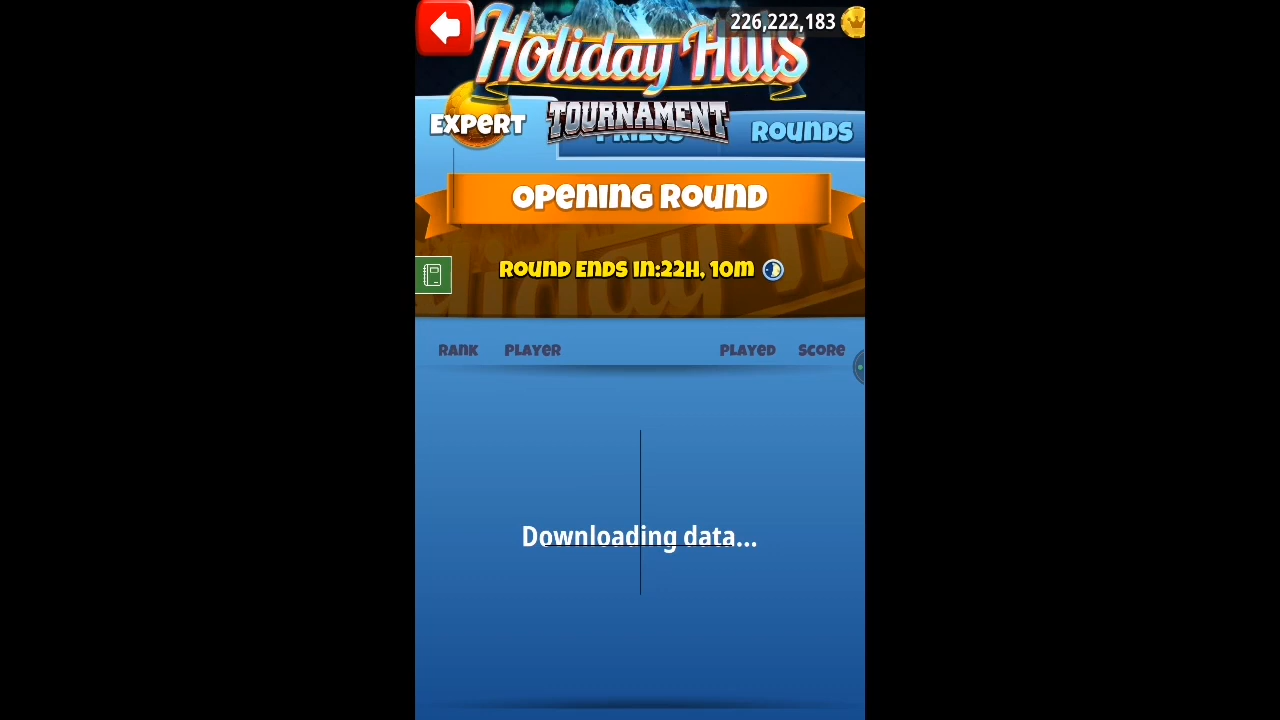 226,222,183
Holiday Hills
TOURNAMENT
EXPERT
PRIZES
ROUNDS
OPENING ROUND
ROUND ENDS IN:22H, 10M
RANK PLAYER PLAYED SCORE
Downloading data...